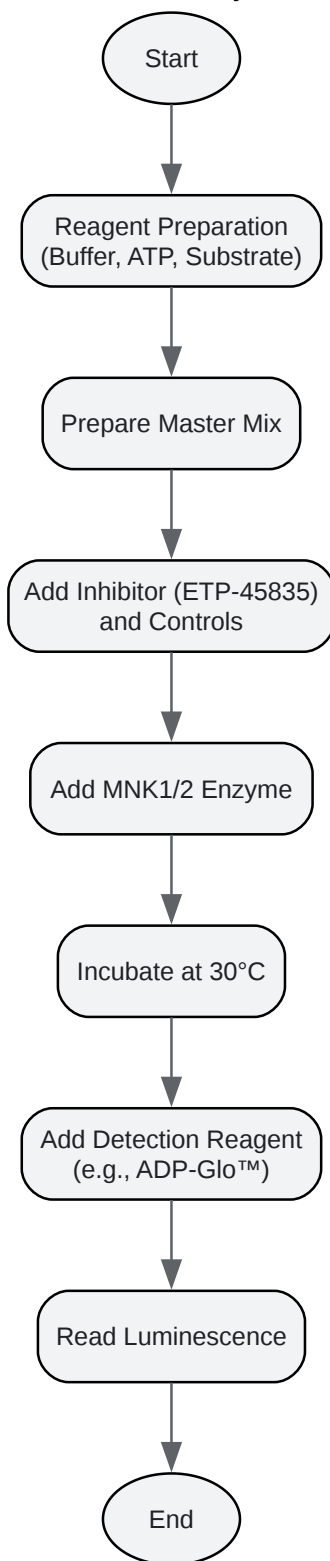 Start
Reagent Preparation
(Buffer, ATP, Substrate)
Prepare Master Mix
Add Inhibitor (ETP-45835)
and Controls
Add MNK1/2 Enzyme
Incubate at 30°C
Add Detection Reagent
(e.g., ADP-Glo™)
Read Luminescence
End